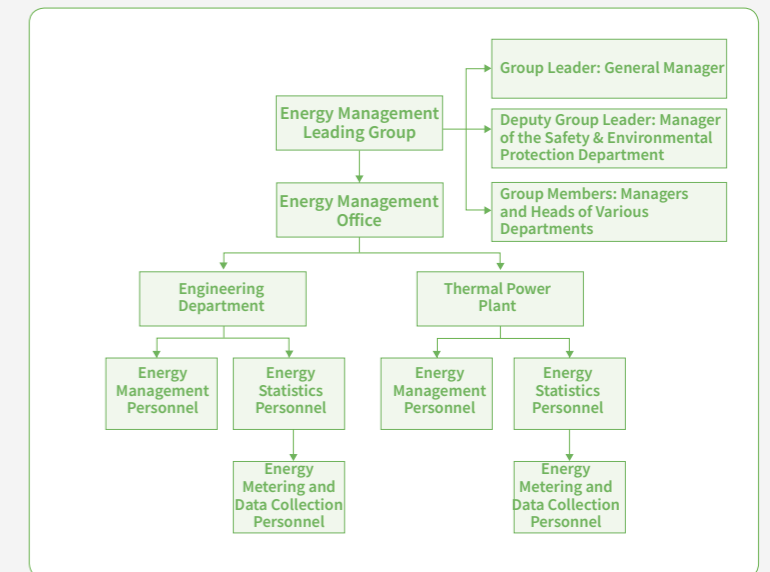 Energy Management
Leading Group
Group Leader: General Manager
Deputy Group Leader: Manager
of the Safety & Environmental
Protection Department
Group Members: Managers
and Heads of Various
Departments
Energy Management
Office
Engineering
Department
Thermal Power
Plant
Energy
Management
Personnel
Energy
Statistics
Personnel
Energy
Management
Personnel
Energy
Statistics
Personnel
Energy
Metering and
Data Collection
Personnel
Energy
Metering and
Data Collection
Personnel